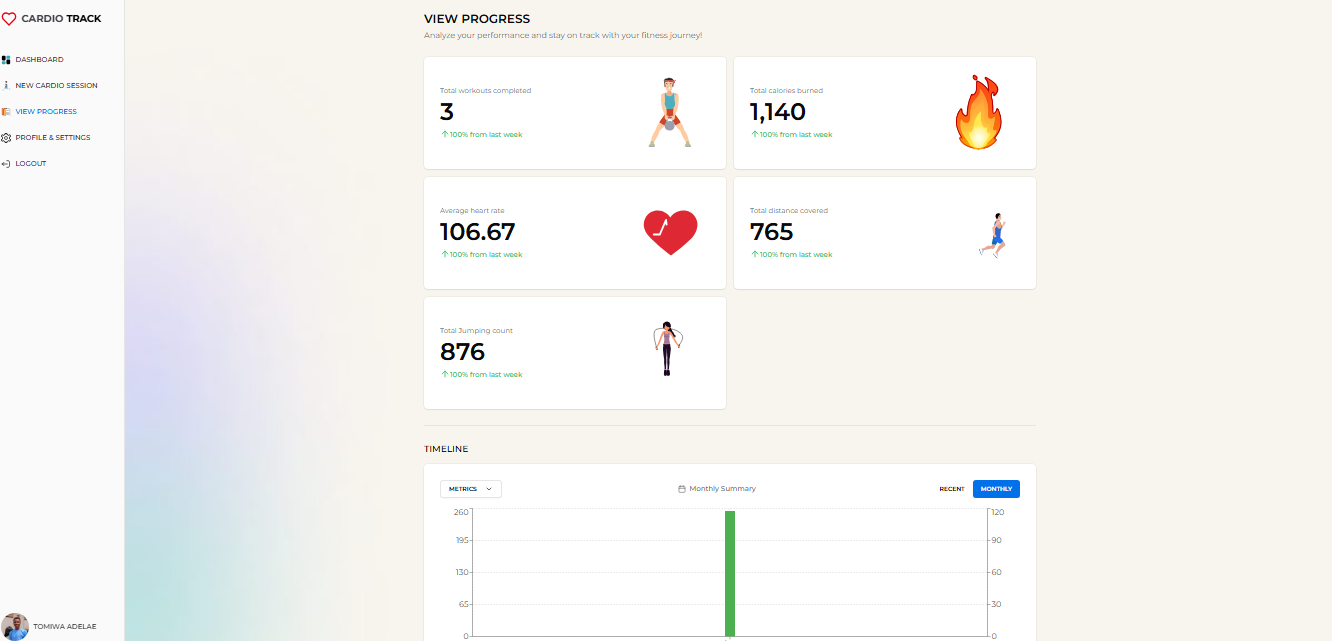 CARDIO TRACK
DASHBOARD
NEW CARDIO SESSION
VIEW PROGRESS
PROFILE & SETTINGS
LOGOUT
TOMIWA ADELAE
VIEW PROGRESS
Analyze your performance and stay on track with your fitness journey!
Total workouts completed
3
100% from last week
Total calories burned
1,140
100% from last week
Average heart rate
106.67
100% from last week
Total distance covered
765
100% from last week
Total Jumping count
876
100% from last week
TIMELINE
METRICS
Monthly Summary
RECENT
MONTHLY
260
195
130
65
0
120
90
60
30
0